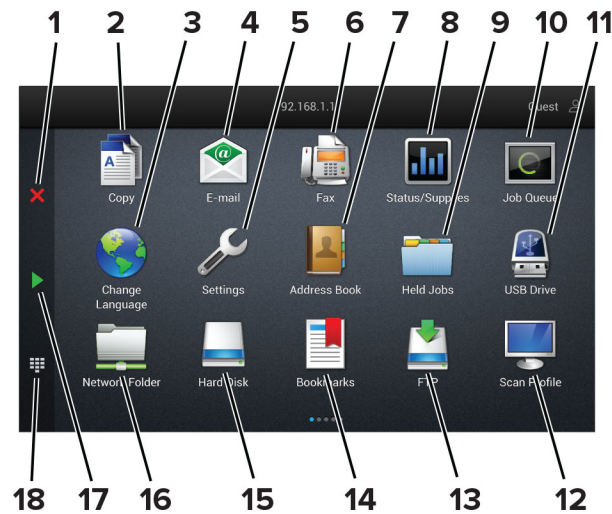 1 2 3 4 5 6 7 8 9 10 11
92.168.1.1
Guest
Copy E-mail Fax Status/Supplies Job Queue
Change Language Settings Address Book Held Jobs USB Drive
Network Folder Hard Disk Bookmarks FTP Scan Profile
18 17 16 15 14 13 12